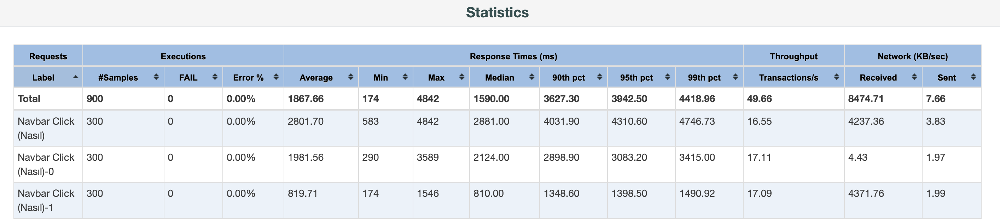 Statistics
Requests Executions Response Times (ms) Throughput Network (KB/sec)
Label #Samples FAIL Error % Average Min Max Median 90th pct 95th pct 99th pct Transactions/s Received Sent
Total 900 0 0.00% 1867.66 174 4842 1590.00 3627.30 3942.50 4418.96 49.66 8474.71 7.66
Navbar Click 300 0 0.00% 2801.70 583 4842 2881.00 4031.90 4310.60 4746.73 16.55 4237.36 3.83
(Nasıl)
Navbar Click 300 0 0.00% 1981.56 290 3589 2124.00 2898.90 3083.20 3415.00 17.11 4.43 1.97
(Nasıl)-0
Navbar Click 300 0 0.00% 819.71 174 1546 810.00 1348.60 1398.50 1490.92 17.09 4371.76 1.99
(Nasıl)-1